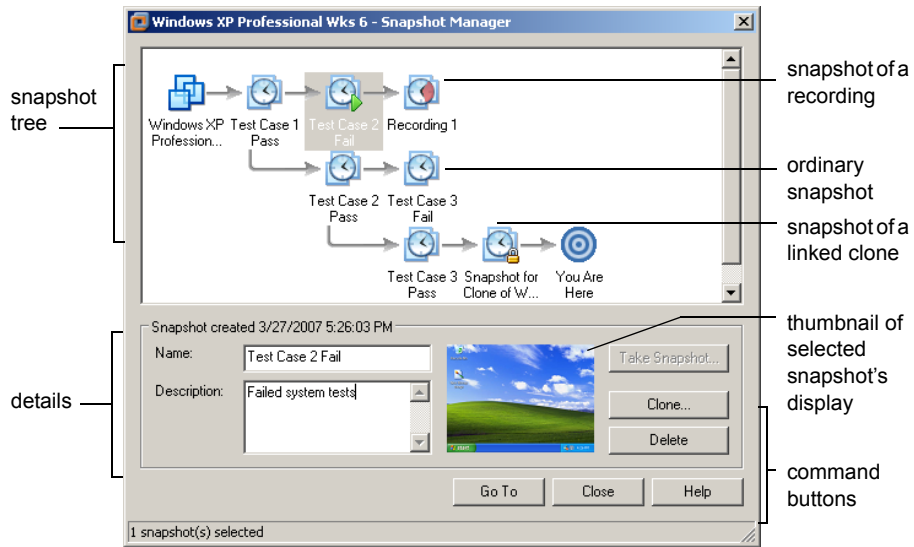 Windows XP Professional Wks 6 - Snapshot Manager
snapshot tree
Windows XP Profession...
Test Case 1 Pass
Test Case 2 Fail
Recording 1
Test Case 2 Pass
Test Case 3 Fail
Test Case 3 Pass
Snapshot for Clone of W...
You Are Here
snapshot of a recording
ordinary snapshot
snapshot of a linked clone
thumbnail of selected snapshot's display
details
Snapshot created 3/27/2007 5:26:03 PM
Name:
Test Case 2 Fail
Description:
Failed system tests
Take Snapshot...
Clone...
Delete
command buttons
Go To
Close
Help
1 snapshot(s) selected